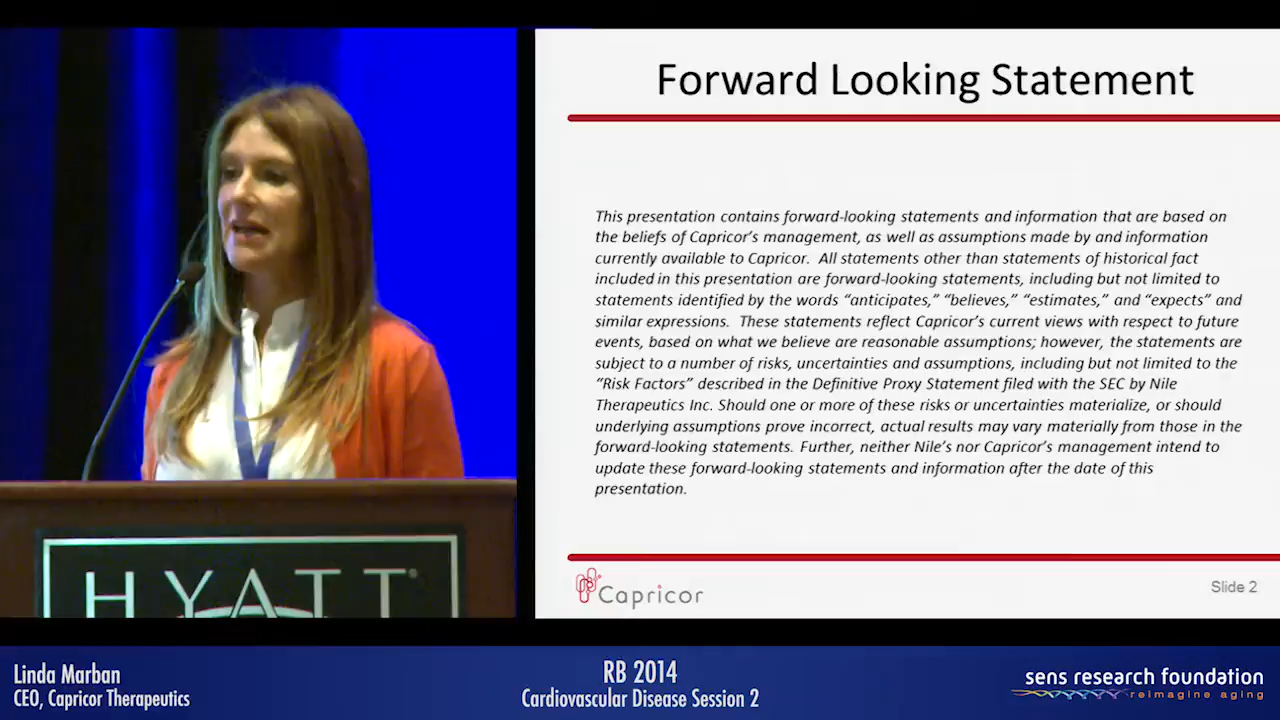 Forward Looking Statement
This presentation contains forward-looking statements and information that are based on
the beliefs of Capricor's management, as well as assumptions made by and information
currently available to Capricor.  All statements other than statements of historical fact
included in this presentation are forward-looking statements, including but not limited to
statements identified by the words “anticipates,” “believes,” “estimates,” and “expects” and
similar expressions.  These statements reflect Capricor's current views with respect to future
events, based on what we believe are reasonable assumptions; however, the statements are
subject to a number of risks, uncertainties and assumptions, including but not limited to the
“Risk Factors” described in the Definitive Proxy Statement filed with the SEC by Nile
Therapeutics Inc. Should one or more of these risks or uncertainties materialize, or should
underlying assumptions prove incorrect, actual results may vary materially from those in the
forward-looking statements. Further, neither Nile's nor Capricor's management intend to
update these forward-looking statements and information after the date of this
presentation.
Capricor
Slide 2
HYATT®
Linda Marban
CEO, Capricor Therapeutics
RB 2014
Cardiovascular Disease Session 2
sens research foundation
reimagine aging